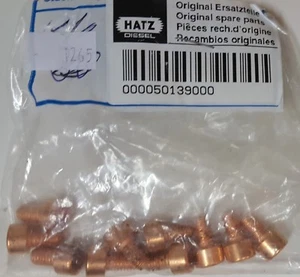 HATZ
DIESEL
Original Ersatzteile
Original spare parts
Pièces rech.d'origine
Recambios originales
000050139000